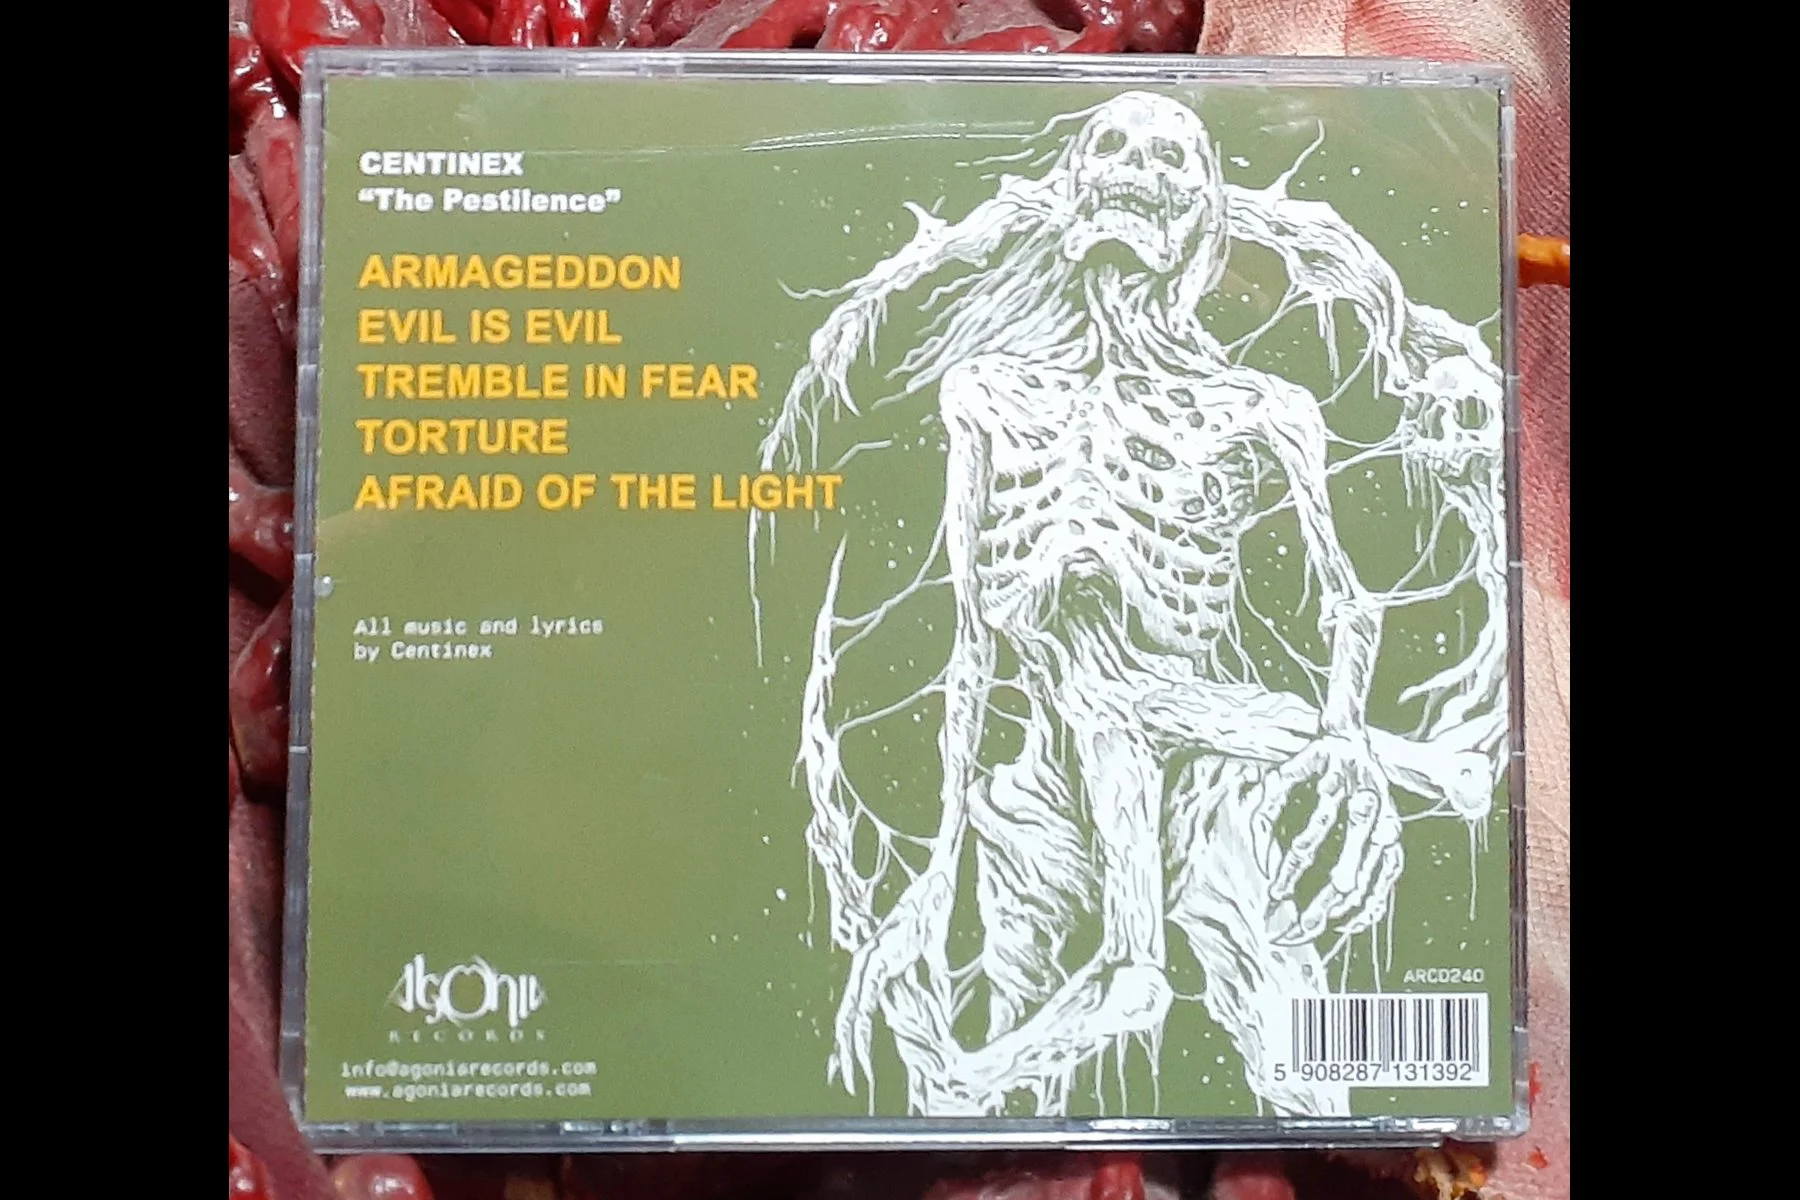 CENTINEX
“The Pestilence”
ARMAGEDDON
EVIL IS EVIL
TREMBLE IN FEAR
TORTURE
AFRAID OF THE LIGHT
All music and lyrics
by Centinex
Agonia
RECORDS
info@agoniarecords.com
www.agoniarecords.com
ARCD240
5 908287 131392